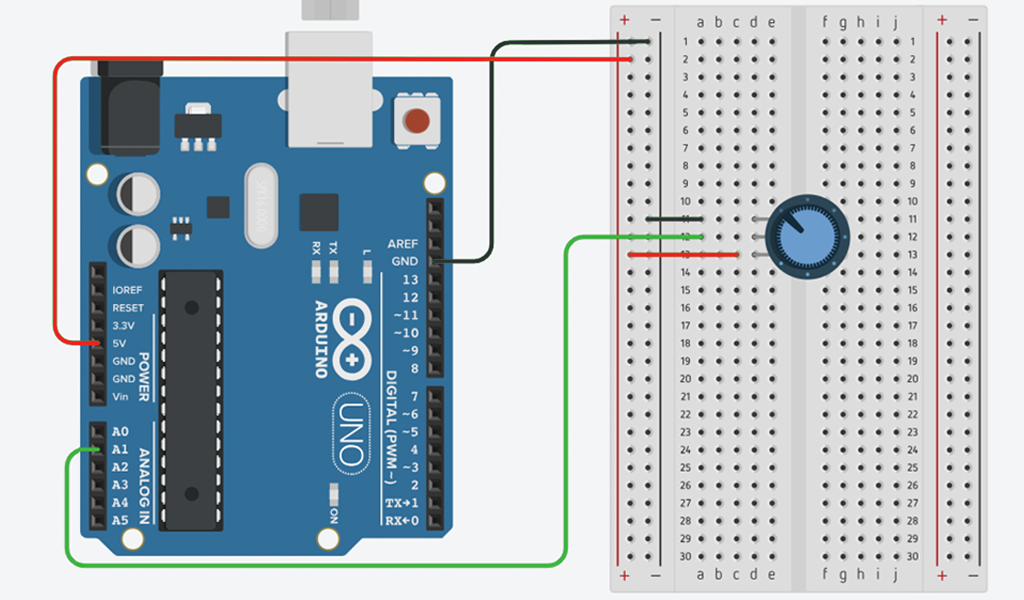 AREF
GND
13
12
~11
~10
~9
8
7
~6
~5
4
~3
2
TX→1
RX←0
DIGITAL (PWM~)
RX
TX
L
ARDUINO
UNO
ON
IOREF
RESET
3.3V
5V
GND
GND
Vin
POWER
A0
A1
A2
A3
A4
A5
ANALOG IN
+ − a b c d e f g h i j + −
1 1
2 2
3 3
4 4
5 5
6 6
7 7
8 8
9 9
10 10
11 11
12 12
13 13
14 14
15 15
16 16
17 17
18 18
19 19
20 20
21 21
22 22
23 23
24 24
25 25
26 26
27 27
28 28
29 29
30 30
+ − a b c d e f g h i j + −